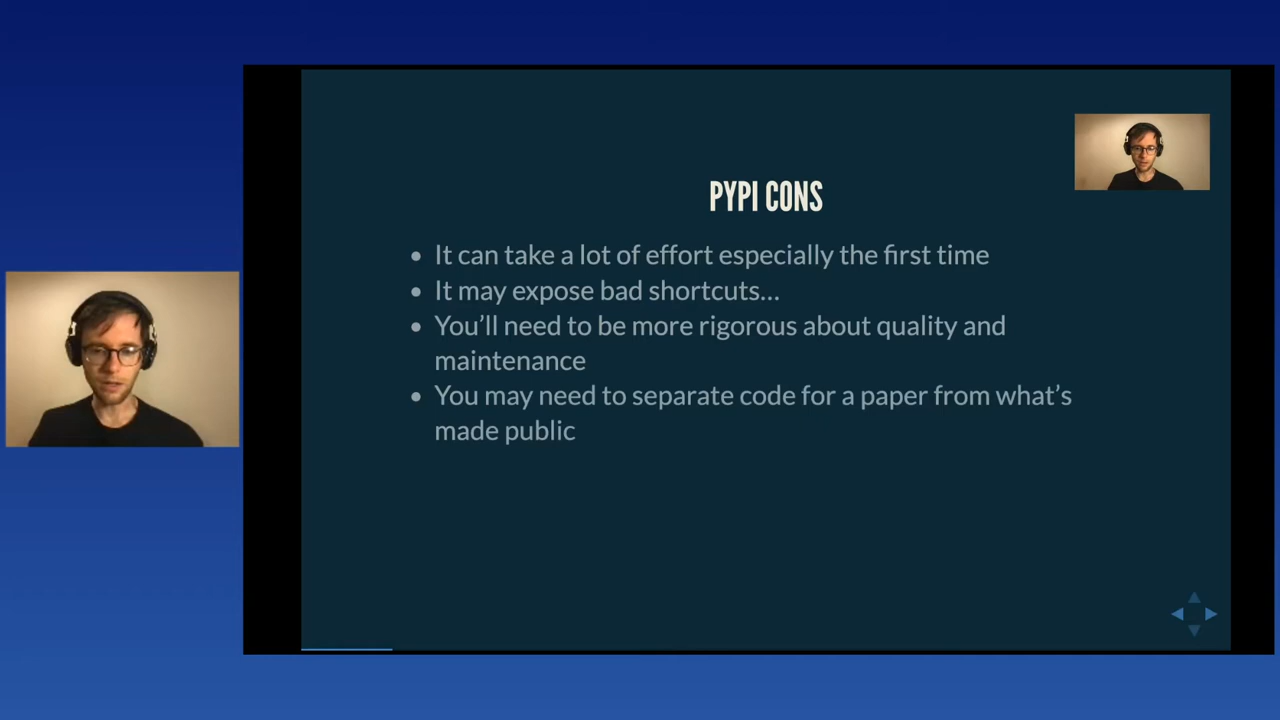 PYPI CONS
It can take a lot of effort especially the first time
It may expose bad shortcuts…
You’ll need to be more rigorous about quality and
maintenance
You may need to separate code for a paper from what’s
made public